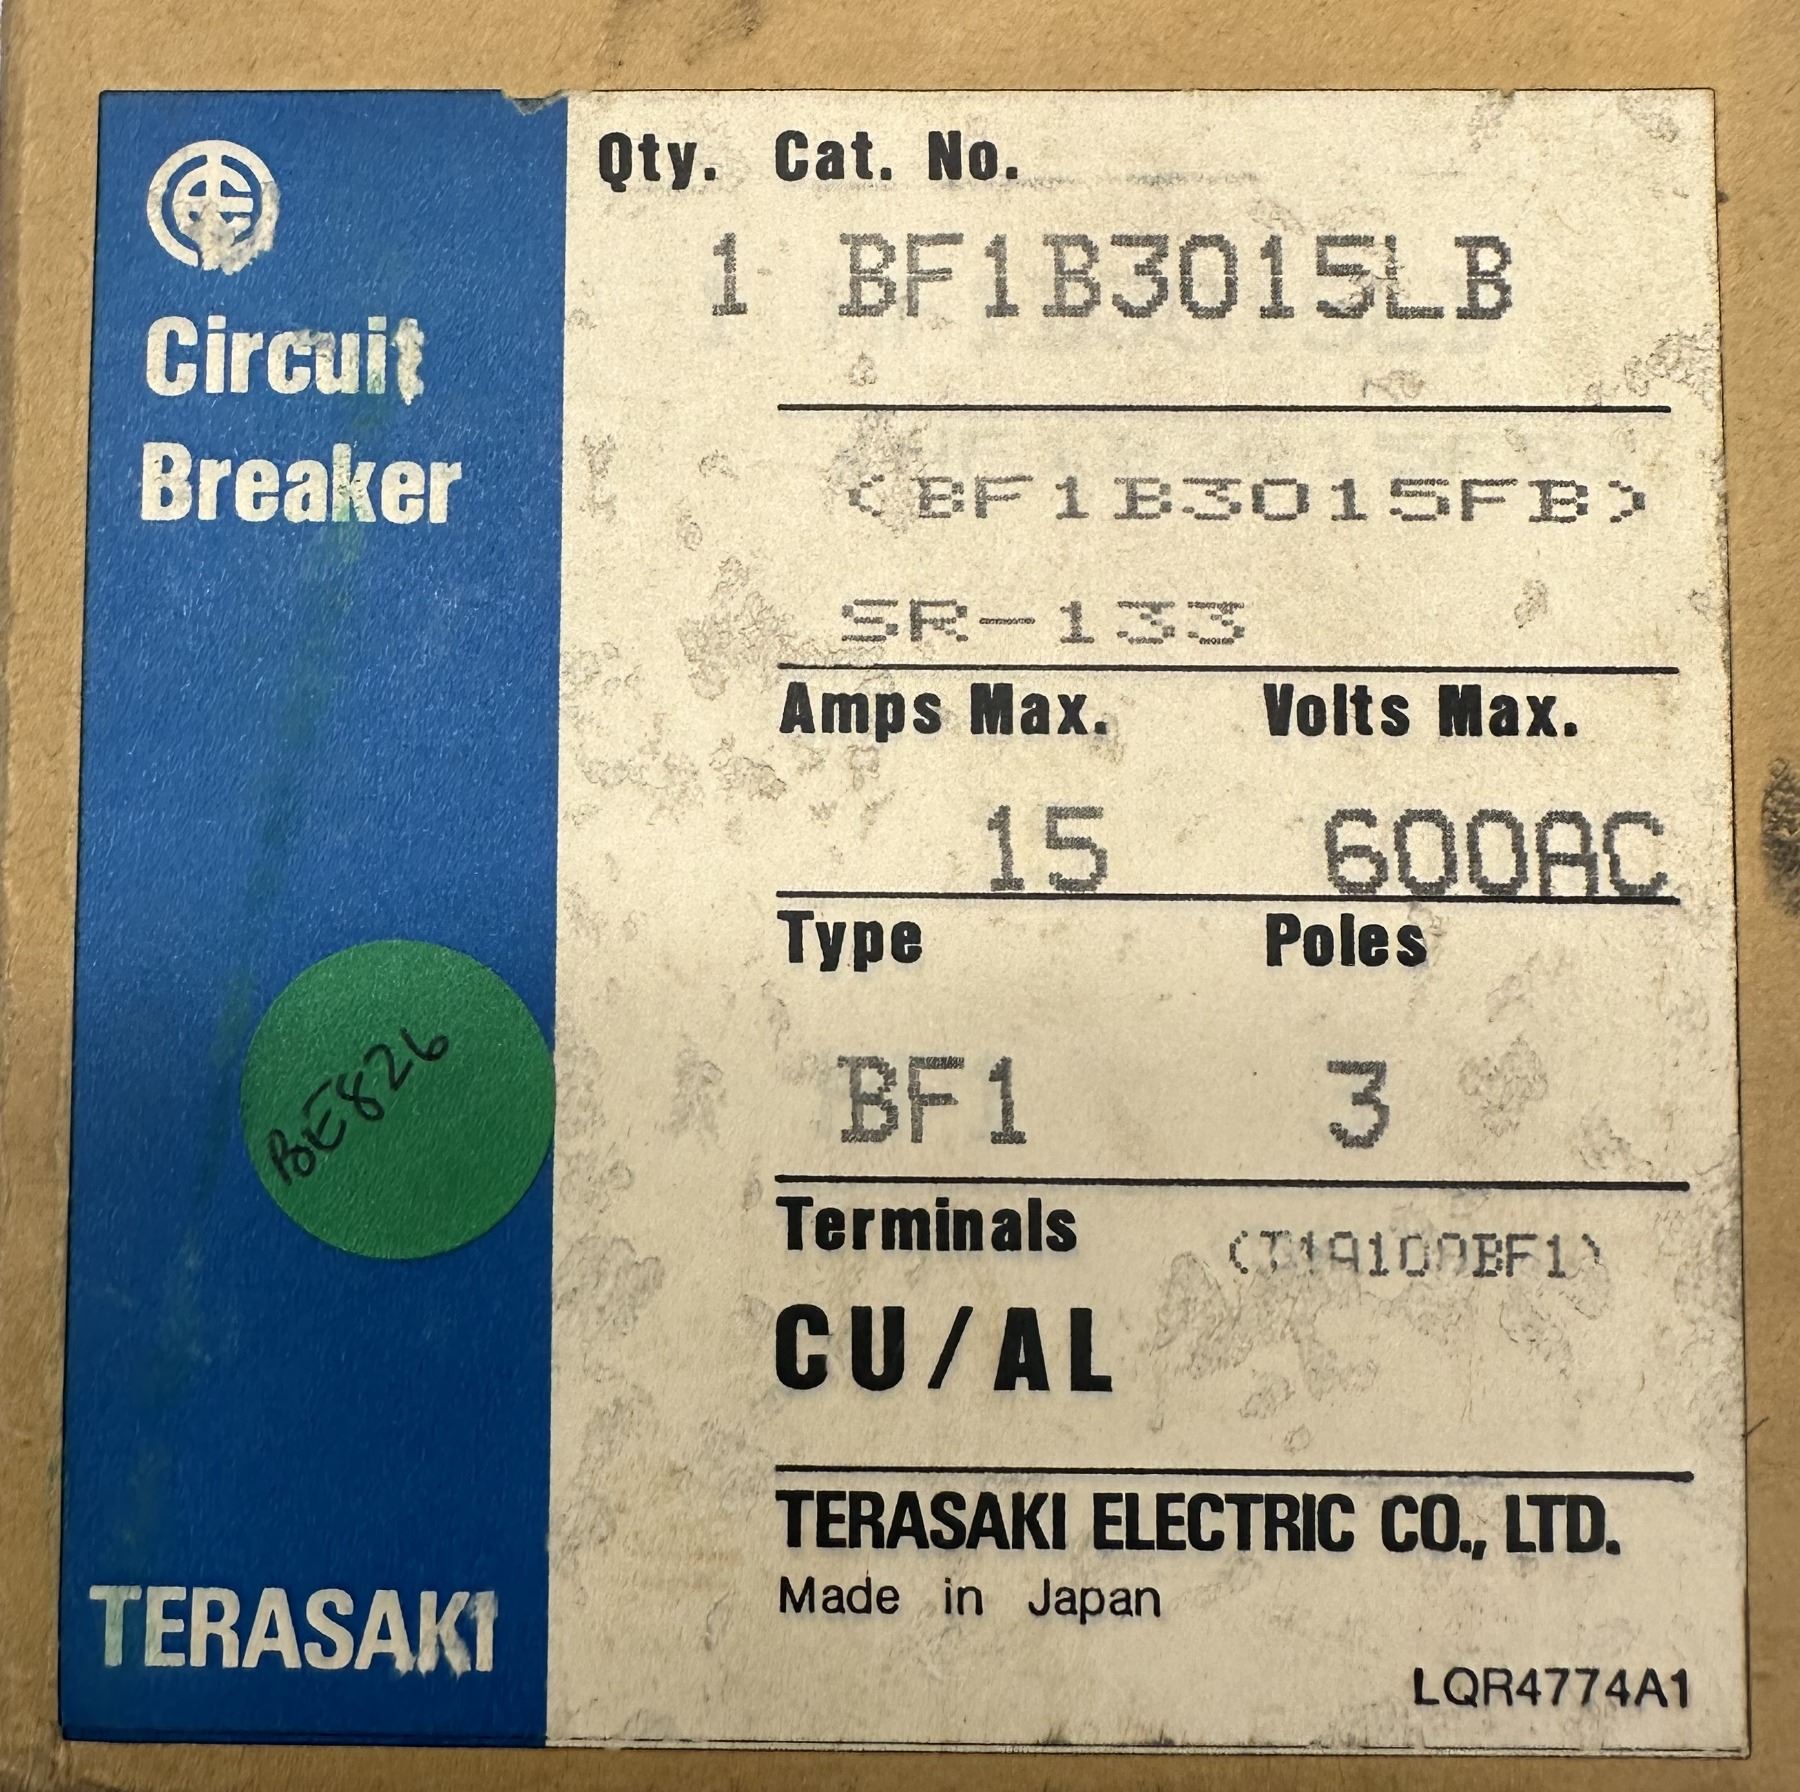 Qty. Cat. No.
1 BF1B3015LB
<BF1B3015FB>
SR-133
Amps Max. Volts Max.
15 600AC
Type Poles
BF1 3
Terminals
CU/AL
TERASAKI ELECTRIC CO., LTD.
Made in Japan
LQR4774A1
Circuit
Breaker
BE826
TERASAKI